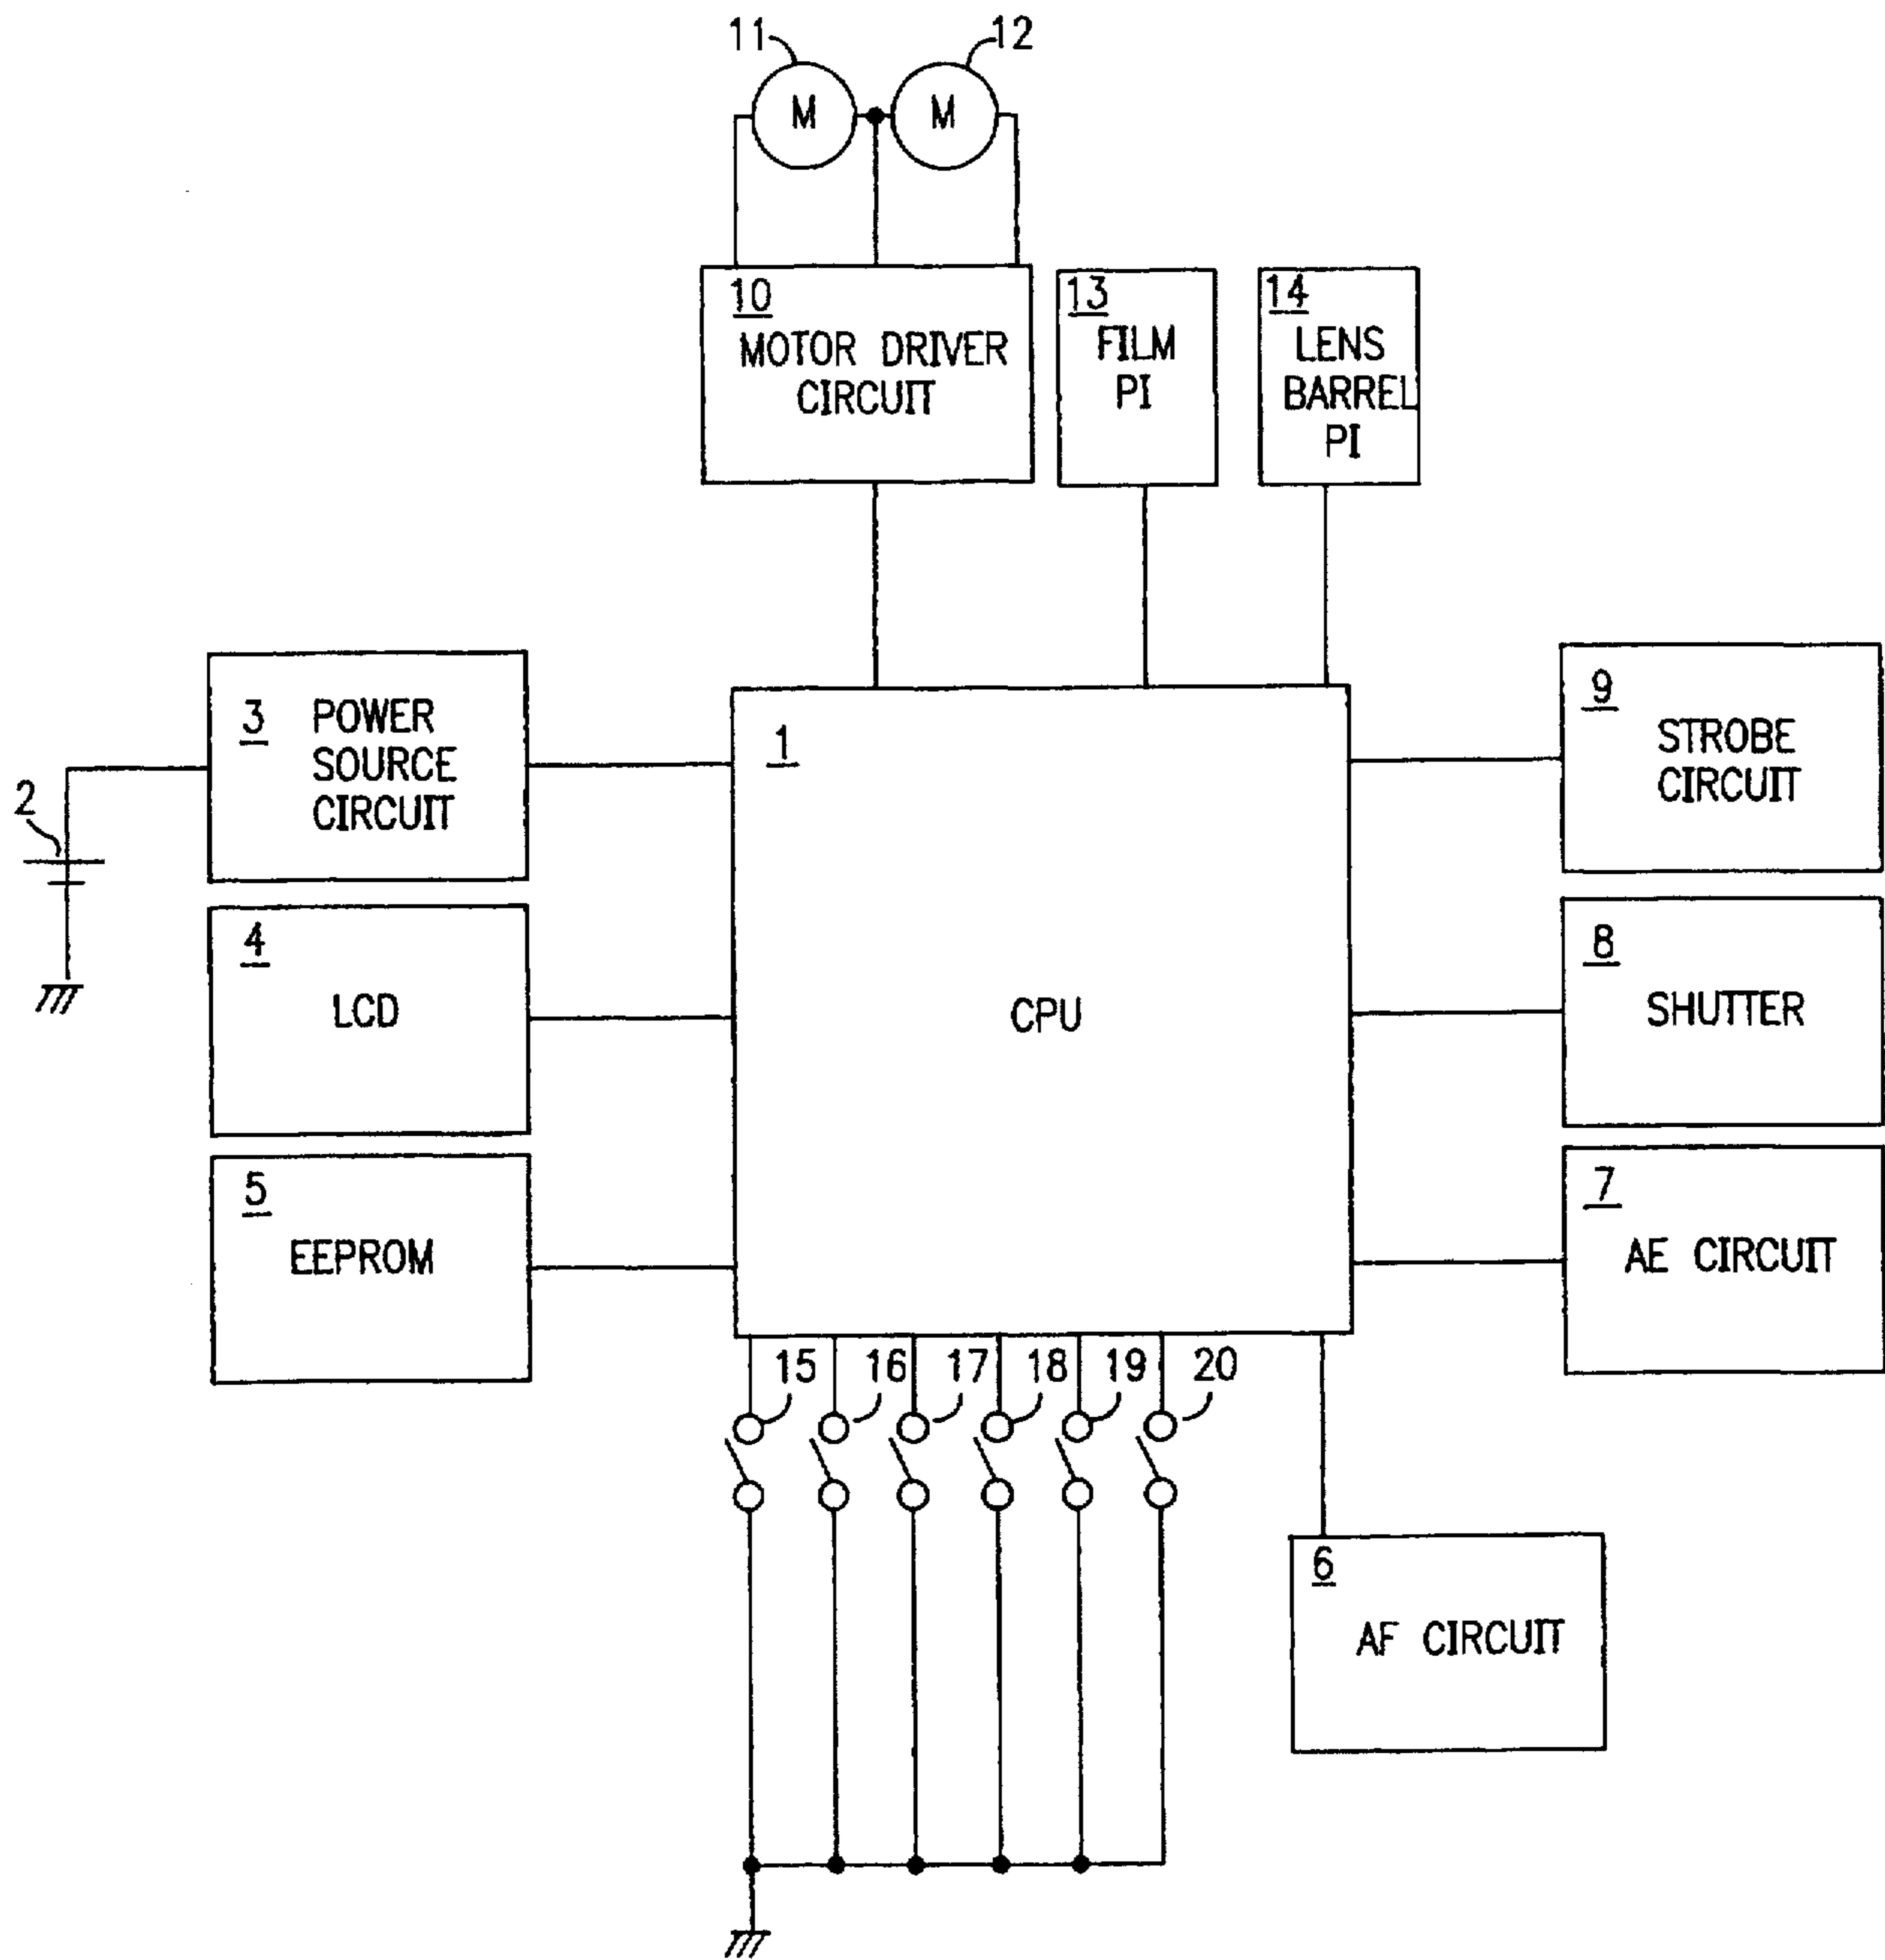 11
12
M
M
10
MOTOR DRIVER
CIRCUIT
13
FILM
PI
14
LENS
BARREL
PI
3
POWER
SOURCE
CIRCUIT
2
4
LCD
5
EEPROM
1
CPU
9
STROBE
CIRCUIT
8
SHUTTER
7
AE CIRCUIT
15
16
17
18
19
20
6
AF CIRCUIT